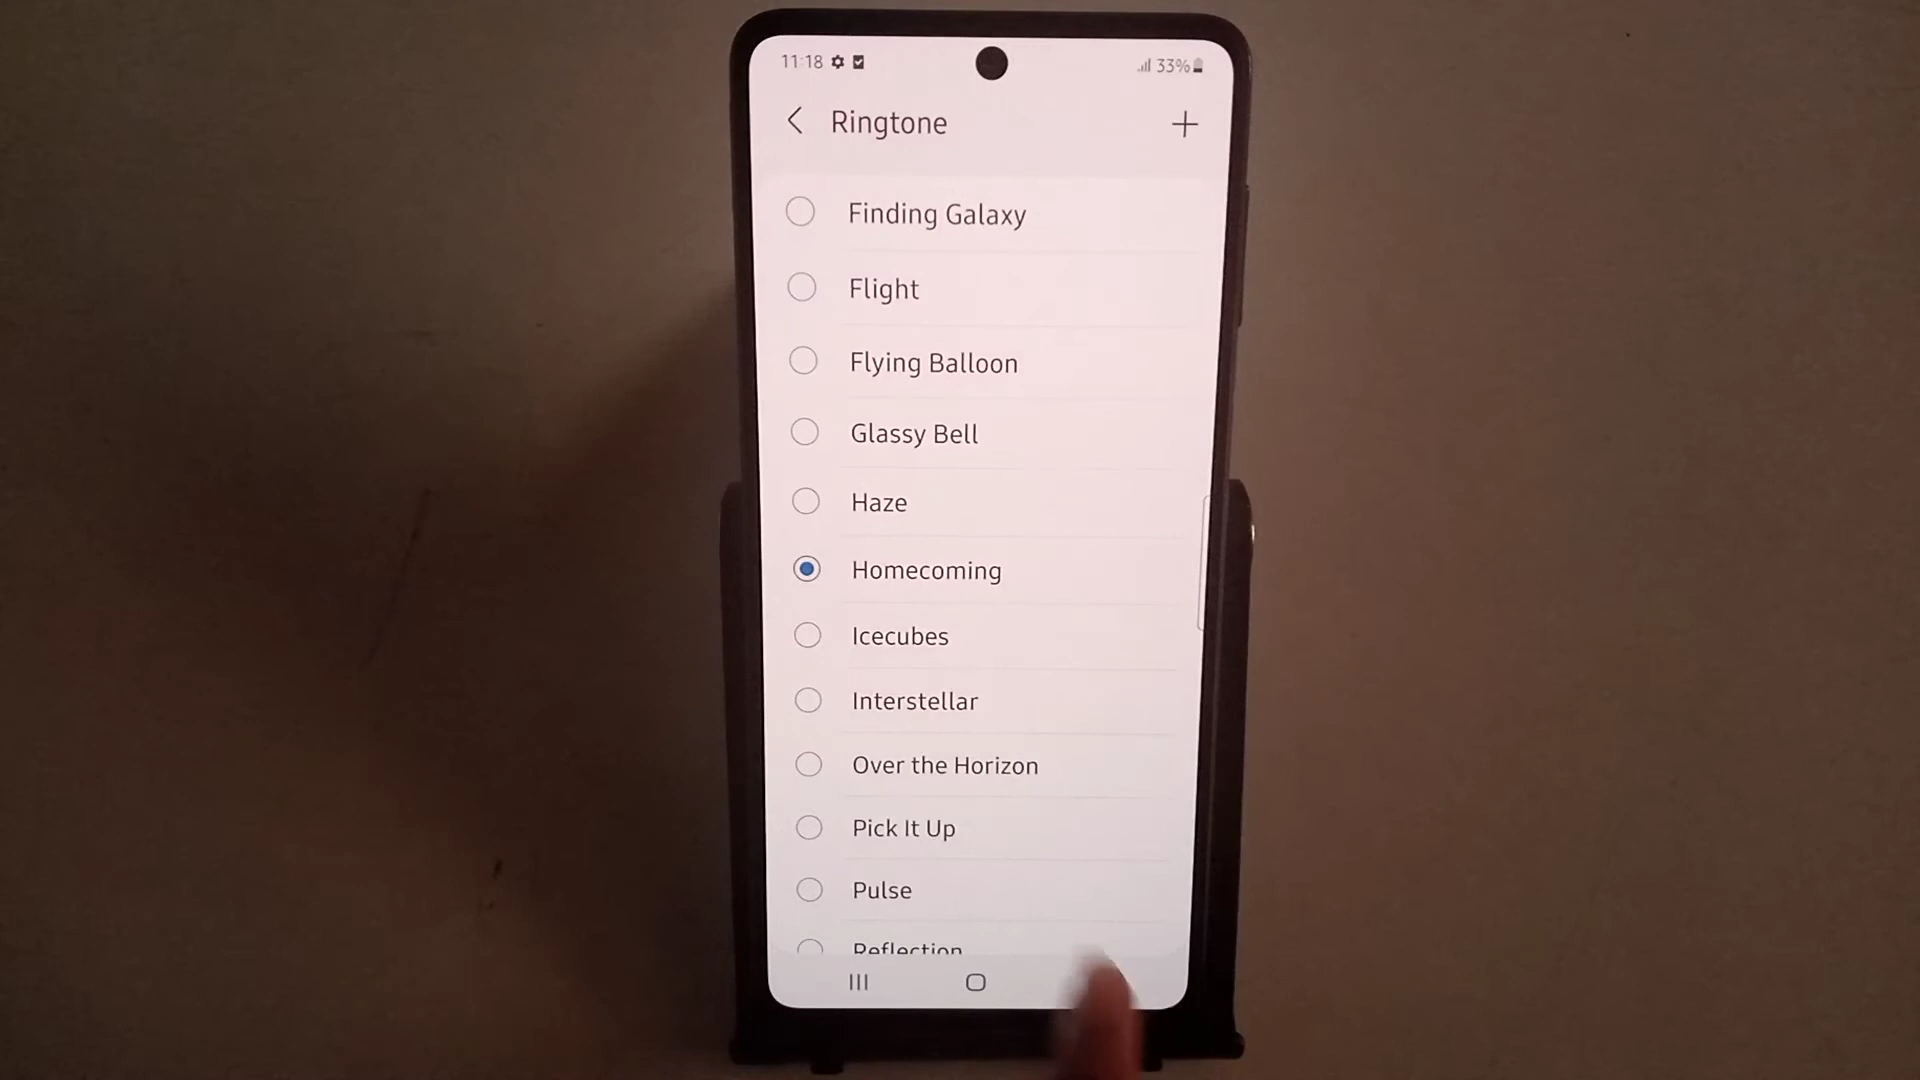 11:18
33%
Ringtone
Finding Galaxy
Flight
Flying Balloon
Glassy Bell
Haze
Homecoming
Icecubes
Interstellar
Over the Horizon
Pick It Up
Pulse
Reflection